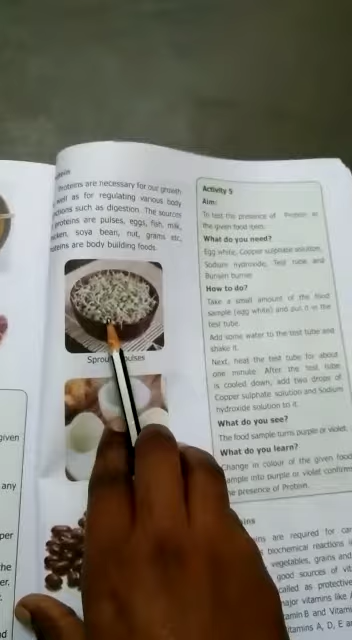 Proteins are necessary for our growth
well as for regulating various body
such as digestion. The sources
proteins are pulses, eggs, fish, milk,
soya bean, nut, grams etc.
are body building foods.
pulses
Activity 5
Aim:
To test the presence of Protein in
the given food item.
What do you need?
Egg white, Copper sulphate solution,
Sodium hydroxide, Test tube and
Bunsen burner.
How to do?
Take a small amount of the food
sample (egg white) and put it in the
test tube.
Add some water to the test tube and
shake it.
Next, heat the test tube for about
one minute. After the test tube
is cooled down, add two drops of
Copper sulphate solution and Sodium
hydroxide solution to it.
What do you see?
The food sample turns purple or violet.
What do you learn?
Change in colour of the given food
into purple or violet confirms
presence of Protein.
are required for
biochemical reactions
vegetables, grains and
good sources of
called as protective
vitamins like
B and Vitamin
A, D, E
given
any